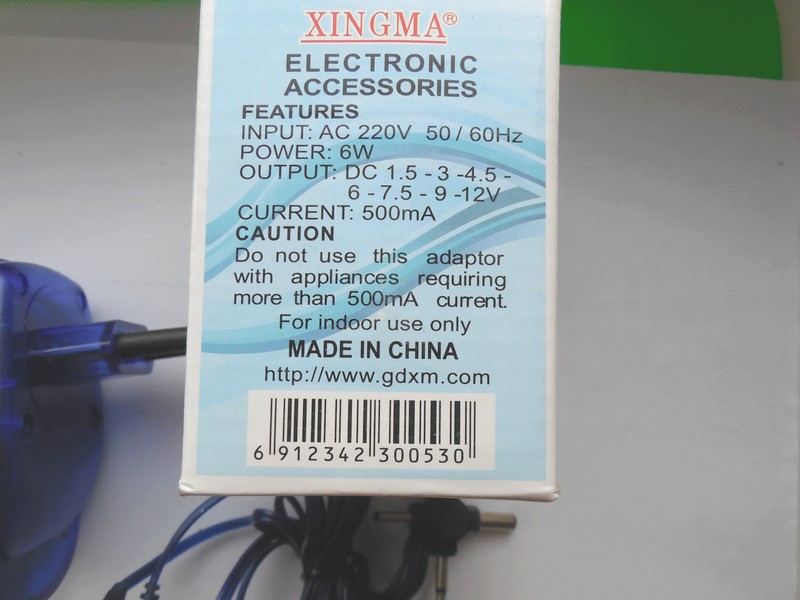 XINGMA®
ELECTRONIC
ACCESSORIES
FEATURES
INPUT: AC 220V 50 / 60Hz
POWER: 6W
OUTPUT: DC 1.5 - 3 -4.5 -
6 - 7.5 - 9 -12V
CURRENT: 500mA
CAUTION
Do not use this adaptor
with appliances requiring
more than 500mA current.
For indoor use only
MADE IN CHINA
http://www.gdxm.com
6 912342 300530